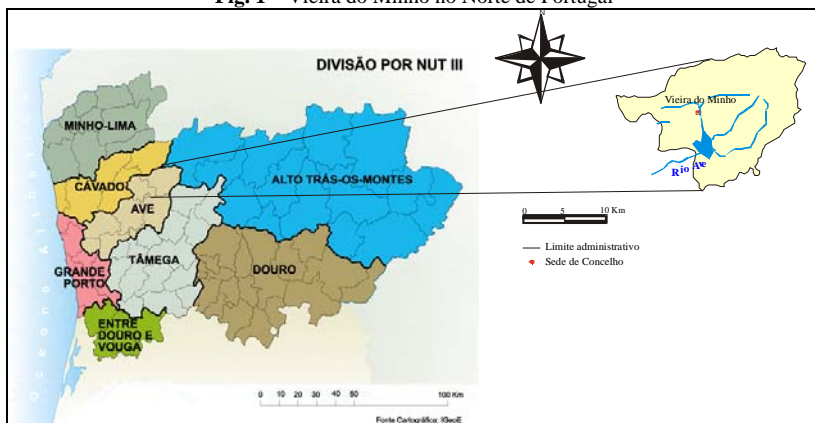 Fig. 1 – Vieira do Minho no Norte de Portugal
N
DIVISÃO POR NUT III
MINHO-LIMA
CÁVADO
AVE
ALTO TRÁS-OS-MONTES
TÂMEGA
GRANDE
PORTO
DOURO
ENTRE
DOURO E
VOUGA
Oceano Atlântico
0 10 20 30 40 50 100 Km
Fonte Cartográfica: IGeoE
Vieira do Minho
Rio Ave
0 5 10 Km
Limite administrativo
Sede de Concelho